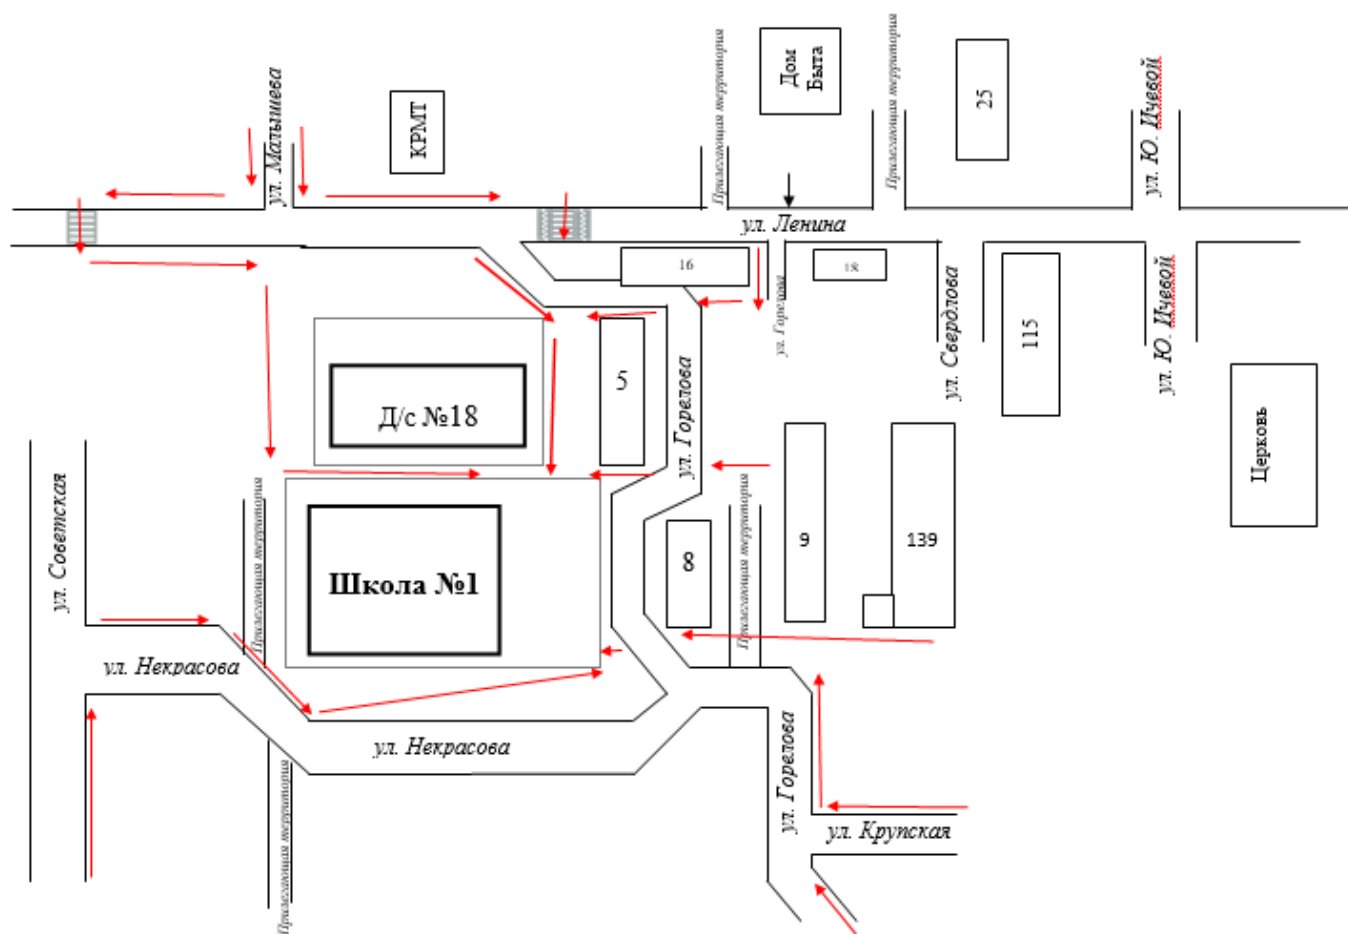 Прилегающая территория
Дом
Быта
Прилегающая территория
25
ул. Ю. Ичевой
ул. Малышева
КРМТ
ул. Ленина
16
18
ул. Горелова
ул. Свердлова
115
ул. Ю. Ичевой
5
Д/с №18
ул. Горелова
Церковь
ул. Советская
Прилегающая территория
Школа №1
8
Прилегающая территория
9
139
ул. Некрасова
ул. Некрасова
ул. Горелова
Прилегающая территория
ул. Крупская